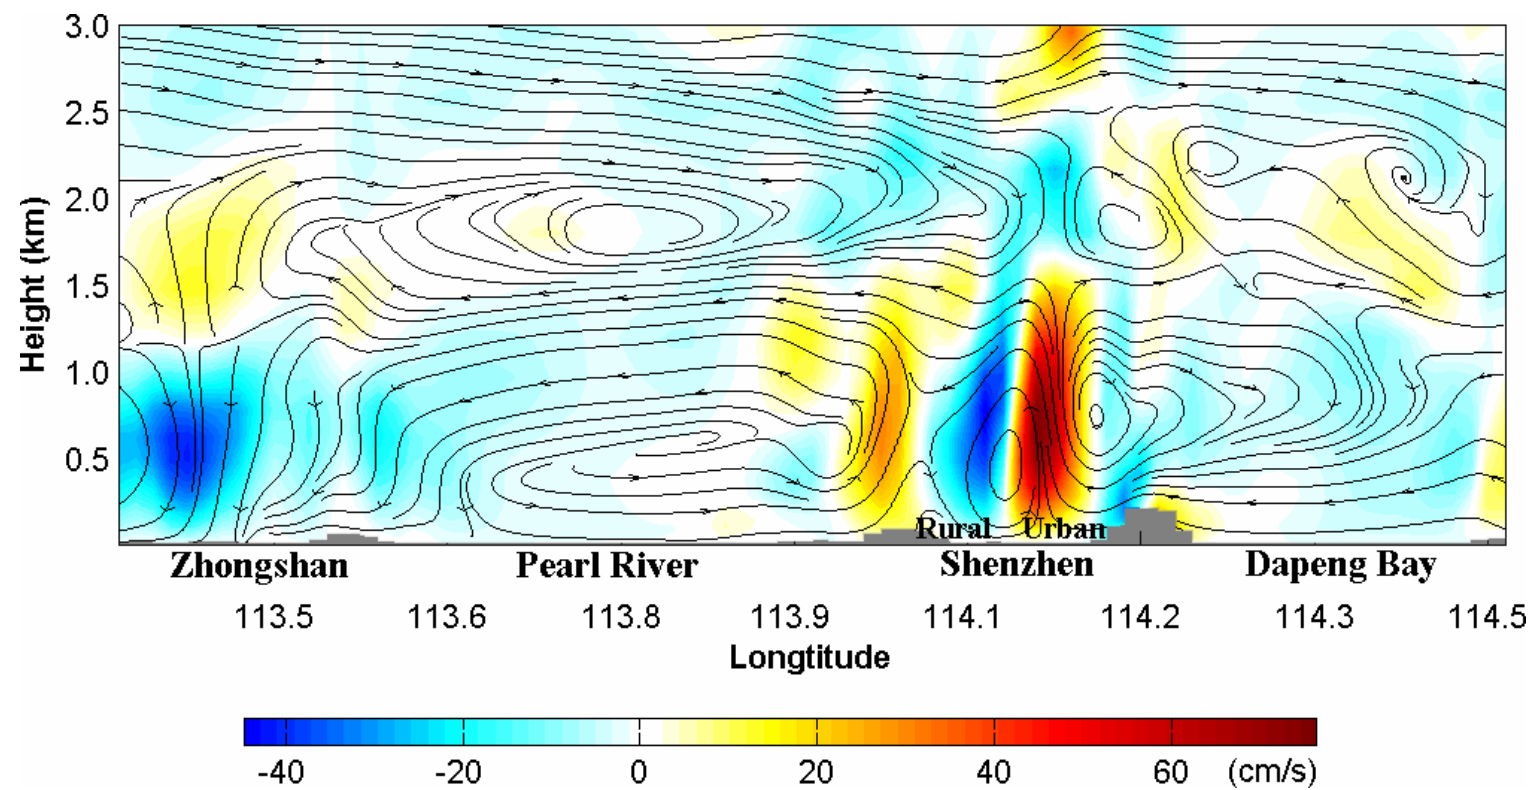 3.0
2.5
2.0
1.5
1.0
0.5
Height (km)
Rural Urban
Zhongshan Pearl River Shenzhen Dapeng Bay
113.5 113.6 113.8 113.9 114.1 114.2 114.3 114.5
Longtitude
-40 -20 0 20 40 60 (cm/s)